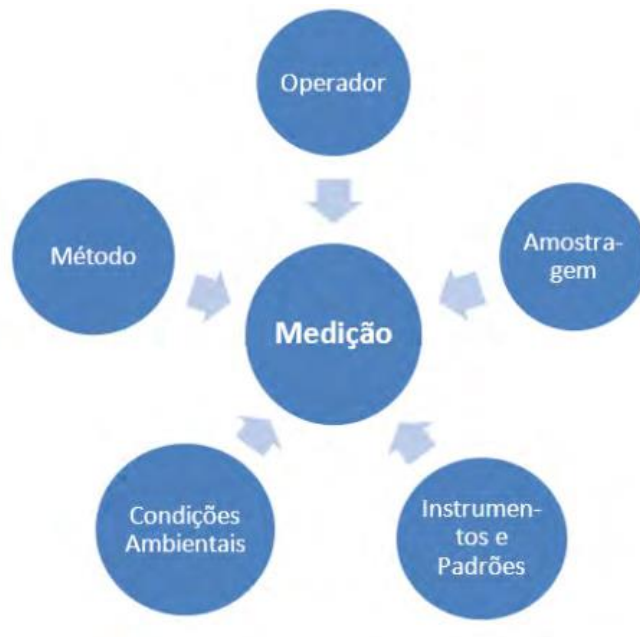 Operador
Método
Amostra-
gem
Medição
Condições
Ambientais
Instrumen-
tos e
Padrões